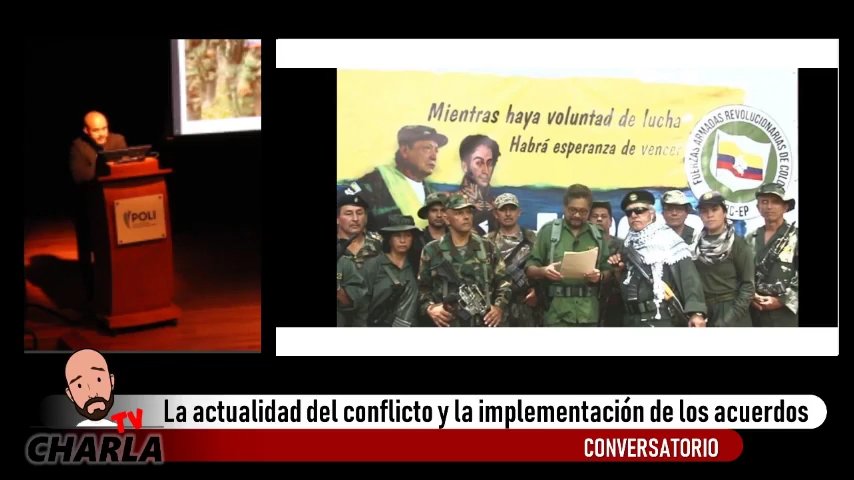 POLI
Mientras haya voluntad de lucha
Habrá esperanza de vencer
FUERZAS ARMADAS REVOLUCIONARIAS DE COL
C-EP
La actualidad del conflicto y la implementación de los acuerdos
CONVERSATORIO
TV
CHARLA